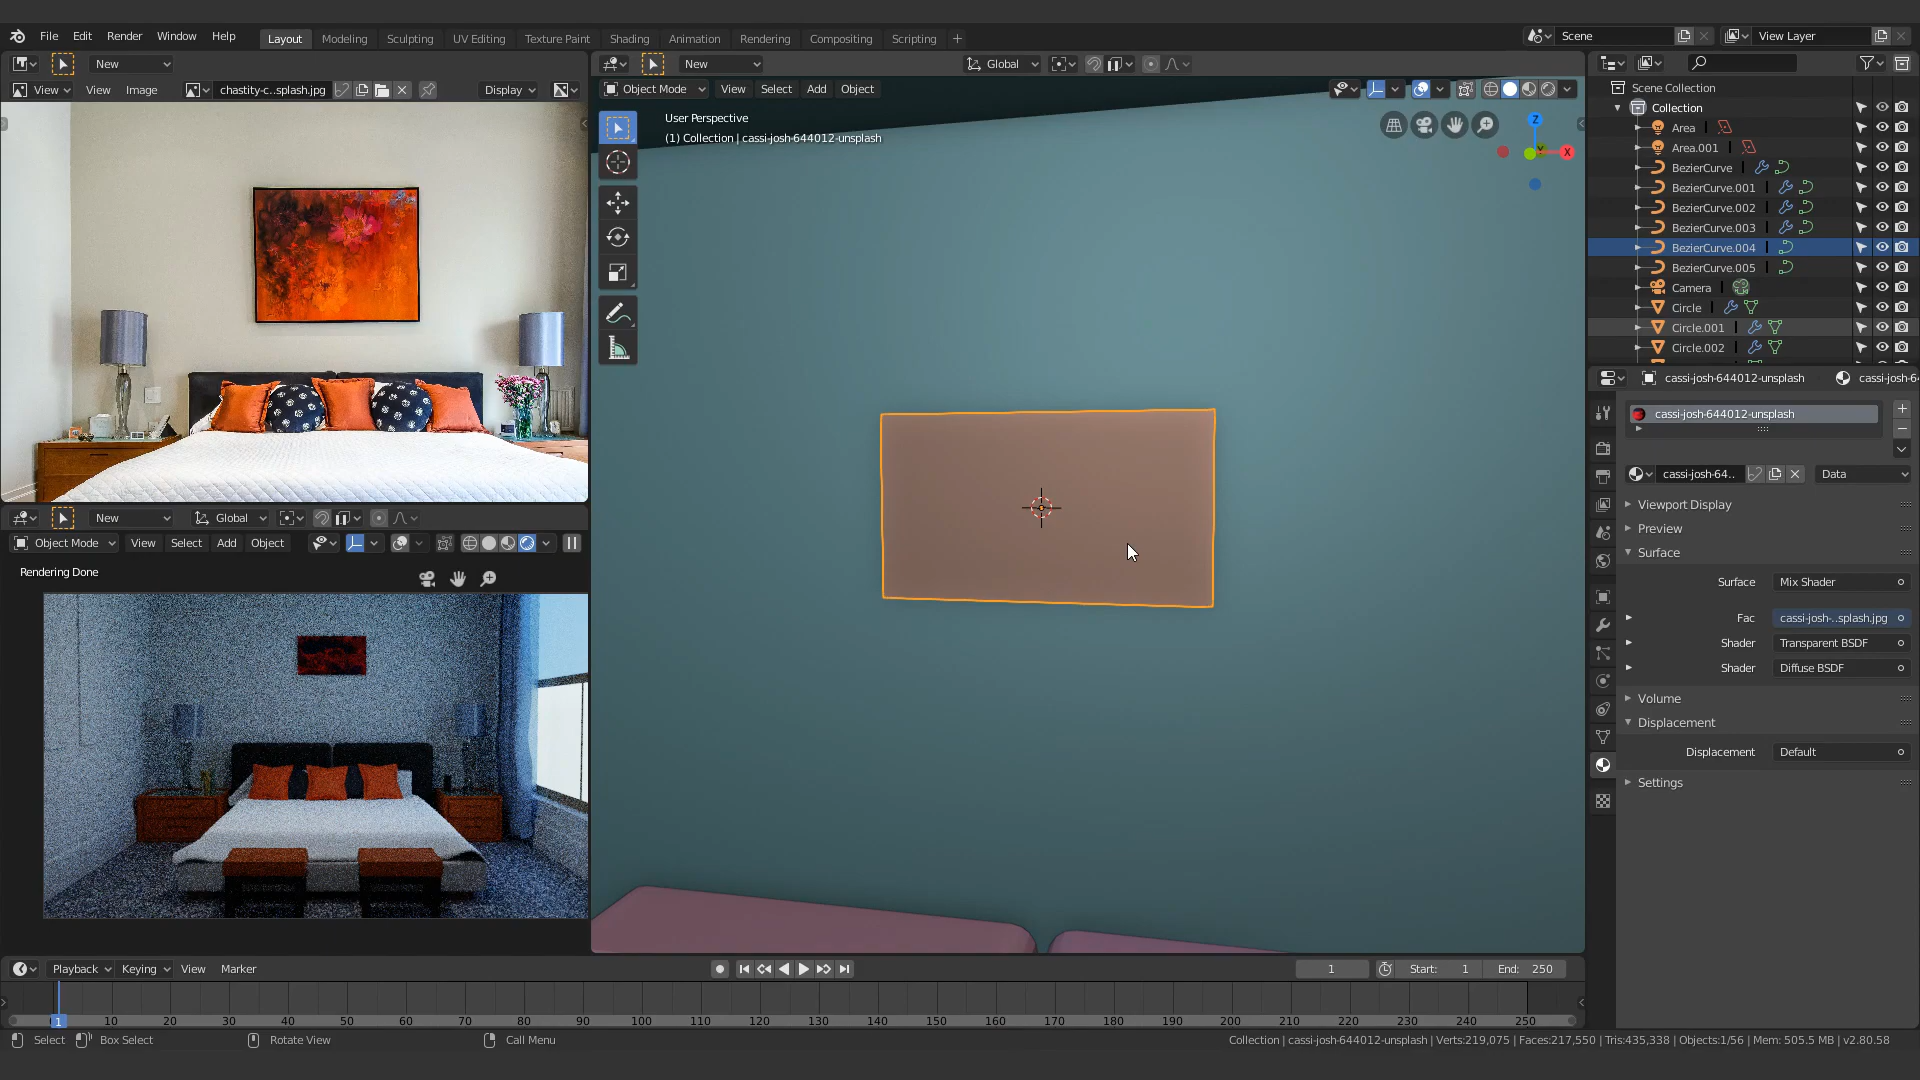 File Edit Render Window Help Layout Modeling Sculpting UV Editing Texture Paint Shading Animation Rendering Compositing Scripting + Scene View Layer
New
View View Image chastity-c..splash.jpg Display
New Global
Object Mode View Select Add Object
User Perspective
(1) Collection | cassi-josh-644012-unsplash
Z
X
Scene Collection
Collection
Area
Area.001
BezierCurve
BezierCurve.001
BezierCurve.002
BezierCurve.003
BezierCurve.004
BezierCurve.005
Camera
Circle
Circle.001
Circle.002
cassi-josh-644012-unsplash cassi-josh-6
cassi-josh-644012-unsplash
cassi-josh-64.. Data
Viewport Display
Preview
Surface
Surface Mix Shader
Fac cassi-josh-..splash.jpg
Shader Transparent BSDF
Shader Diffuse BSDF
Volume
Displacement
Displacement Default
Settings
New Global
Object Mode View Select Add Object
Rendering Done
Playback Keying View Marker 1 Start: 1 End: 250
1 10 20 30 40 50 60 70 80 90 100 110 120 130 140 150 160 170 180 190 200 210 220 230 240 250
Select Box Select Rotate View Call Menu Collection | cassi-josh-644012-unsplash | Verts:219,075 | Faces:217,550 | Tris:435,338 | Objects:1/56 | Mem: 505.5 MB | v2.80.58